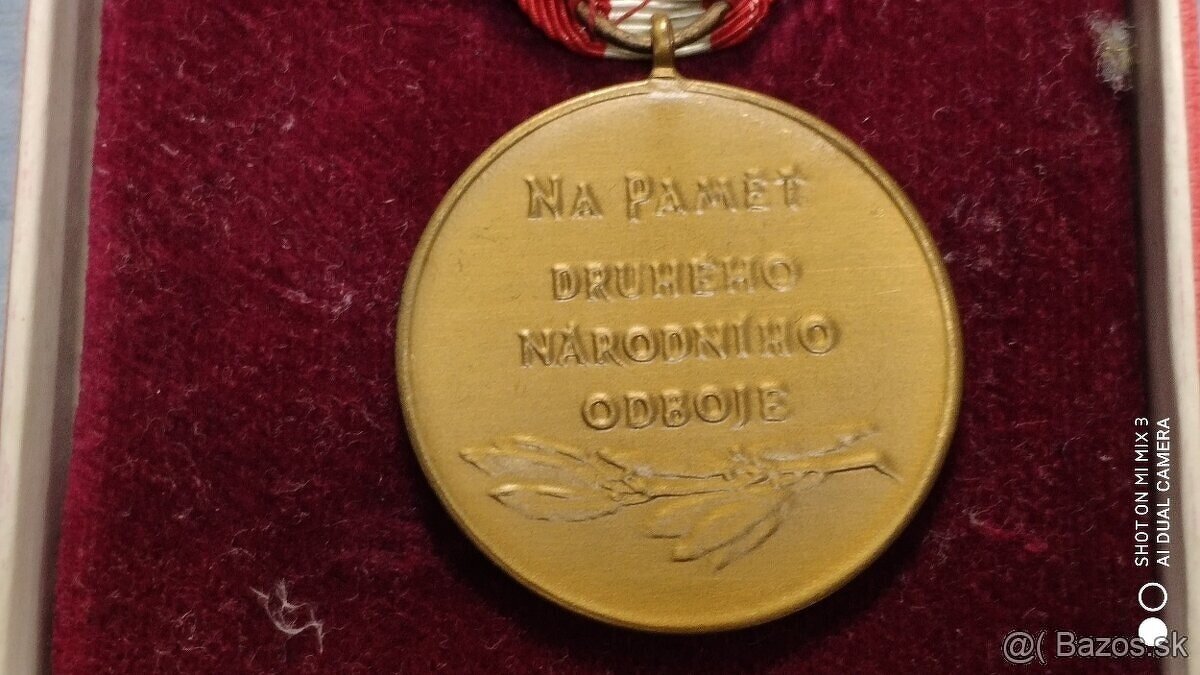 NA PAMĚŤ
DRUHÉHO
NÁRODNÍHO
ODBOJE
SHOT ON MI MIX 3
AI DUAL CAMERA
@( Bazos.sk